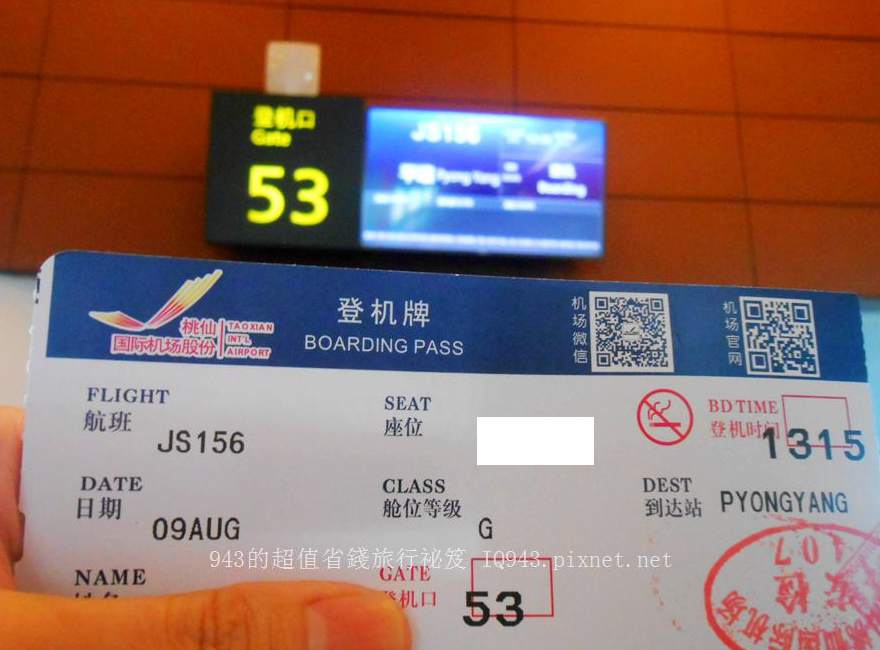 登机口
Gate
53
JS156
Pyong Yang
Boarding
桃仙
国际机场股份
TAOXIAN
INT'L
AIRPORT
登机牌
BOARDING PASS
机场微信
机场官网
FLIGHT
航班
JS156
SEAT
座位
BD TIME
登机时间
1315
DATE
日期
09AUG
CLASS
舱位等级
G
DEST
到达站
PYONGYANG
943的超值省錢旅行祕笈 IQ943.pixnet.net
NAME
GATE
登机口
53
107
安检